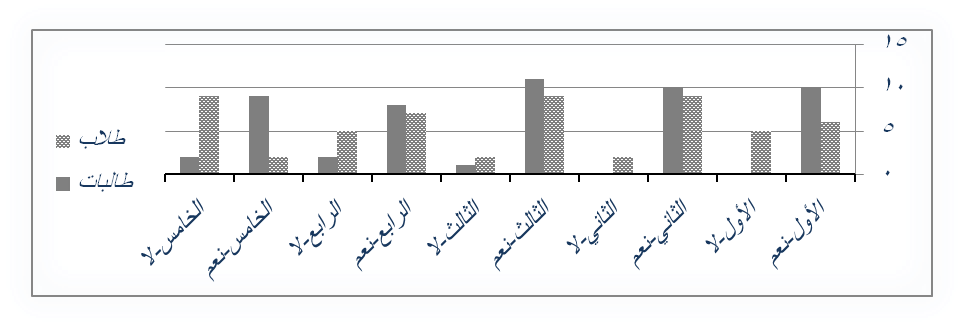 ١٥
١٠
٥
٠
الأول-نعم
الأول-لا
الثاني-نعم
الثاني-لا
الثالث-نعم
الثالث-لا
الرابع-نعم
الرابع-لا
الخامس-نعم
الخامس-لا
طلاب
طالبات